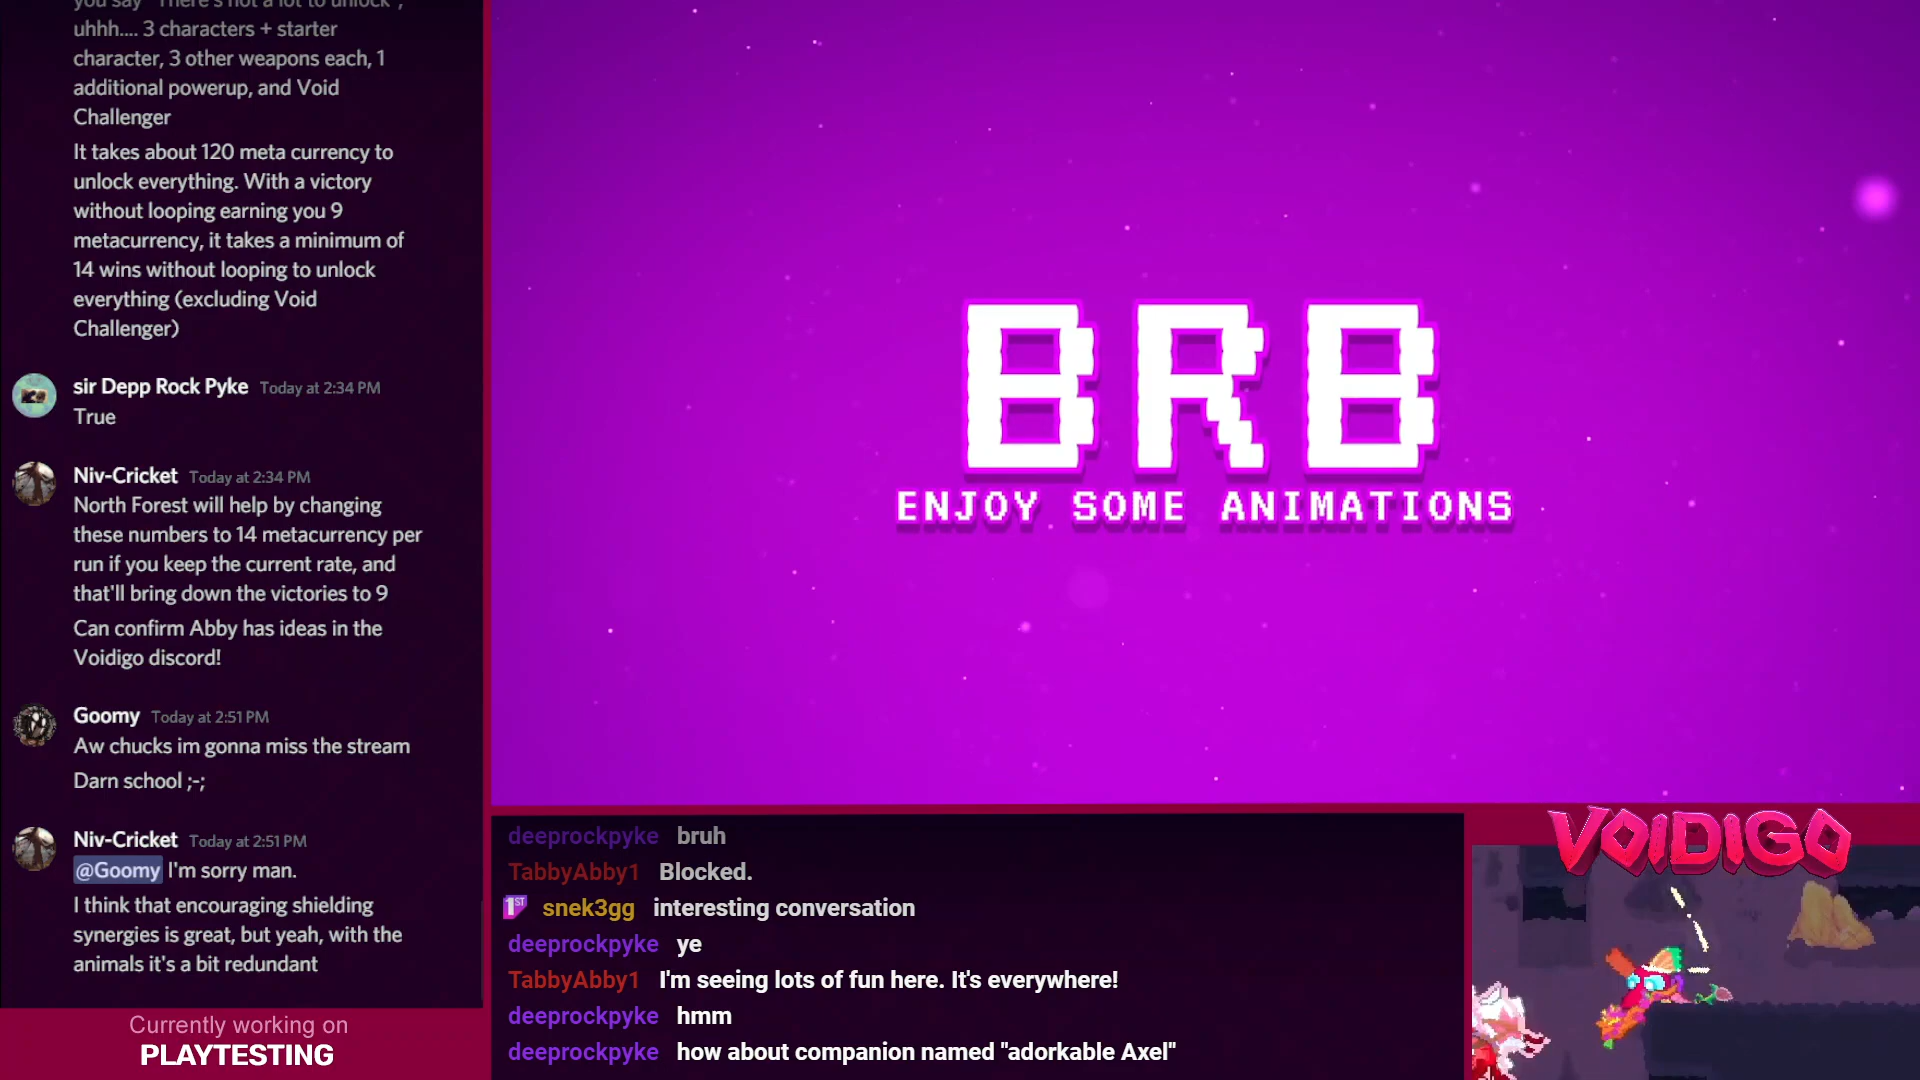 you say "There's not a lot to unlock",
uhhh.... 3 characters + starter
character, 3 other weapons each, 1
additional powerup, and Void
Challenger
It takes about 120 meta currency to
unlock everything. With a victory
without looping earning you 9
metacurrency, it takes a minimum of
14 wins without looping to unlock
everything (excluding Void
Challenger)
sir Depp Rock Pyke Today at 2:34 PM
True
Niv-Cricket Today at 2:34 PM
North Forest will help by changing
these numbers to 14 metacurrency per
run if you keep the current rate, and
that'll bring down the victories to 9
Can confirm Abby has ideas in the
Voidigo discord!
Goomy Today at 2:51 PM
Aw chucks im gonna miss the stream
Darn school ;-;
Niv-Cricket Today at 2:51 PM
@Goomy I'm sorry man.
I think that encouraging shielding
synergies is great, but yeah, with the
animals it's a bit redundant
Currently working on
PLAYTESTING
BRB
ENJOY SOME ANIMATIONS
deeprockpyke bruh
TabbyAbby1 Blocked.
1ST snek3gg interesting conversation
deeprockpyke ye
TabbyAbby1 I'm seeing lots of fun here. It's everywhere!
deeprockpyke hmm
deeprockpyke how about companion named "adorkable Axel"
VOIDIGO